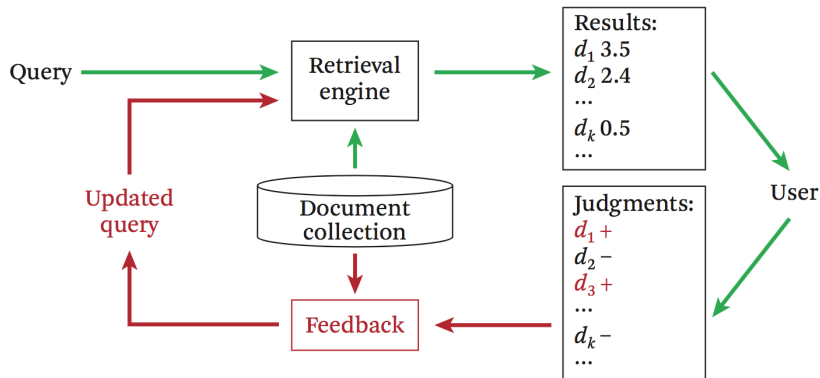 Query
Retrieval
engine
Results:
d₁ 3.5
d₂ 2.4
...
dₖ 0.5
...
User
Updated
query
Document
collection
Judgments:
d₁ +
d₂ −
d₃ +
...
dₖ −
...
Feedback